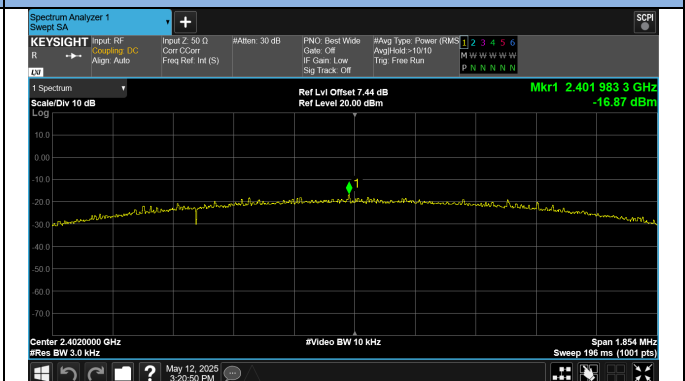 Spectrum Analyzer 1
Swept SA
+
SCPI
KEYSIGHT
R
LXI
Input: RF
Coupling: DC
Align: Auto
Input Z: 50 Ω
Corr CCorr
Freq Ref: Int (S)
#Atten: 30 dB
PNO: Best Wide
Gate: Off
IF Gain: Low
Sig Track: Off
#Avg Type: Power (RMS
Avg|Hold:>10/10
Trig: Free Run
1 2 3 4 5 6
M W W W W W
P N N N N N
1 Spectrum
Scale/Div 10 dB
Ref Lvl Offset 7.44 dB
Ref Level 20.00 dBm
Mkr1 2.401 983 3 GHz
-16.87 dBm
Log
10.0
0.00
-10.0
-20.0
-30.0
-40.0
-50.0
-60.0
-70.0
1
Center 2.4020000 GHz
#Res BW 3.0 kHz
#Video BW 10 kHz
Span 1.854 MHz
Sweep 196 ms (1001 pts)
?
May 12, 2025
3:20:50 PM